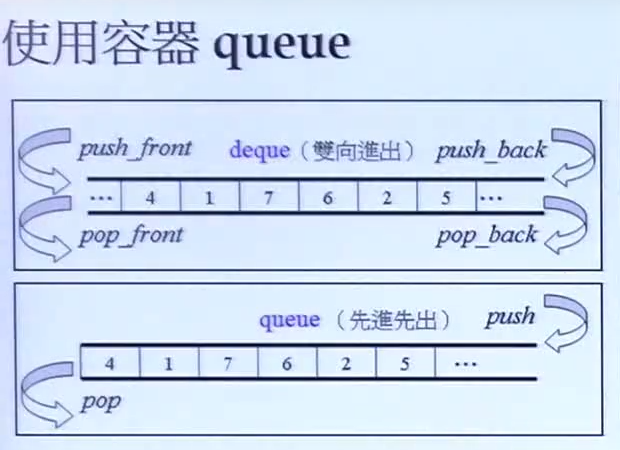 使用容器 queue
push_front deque（雙向進出） push_back
... 4 1 7 6 2 5 ...
pop_front pop_back
queue （先進先出） push
4 1 7 6 2 5 ...
pop